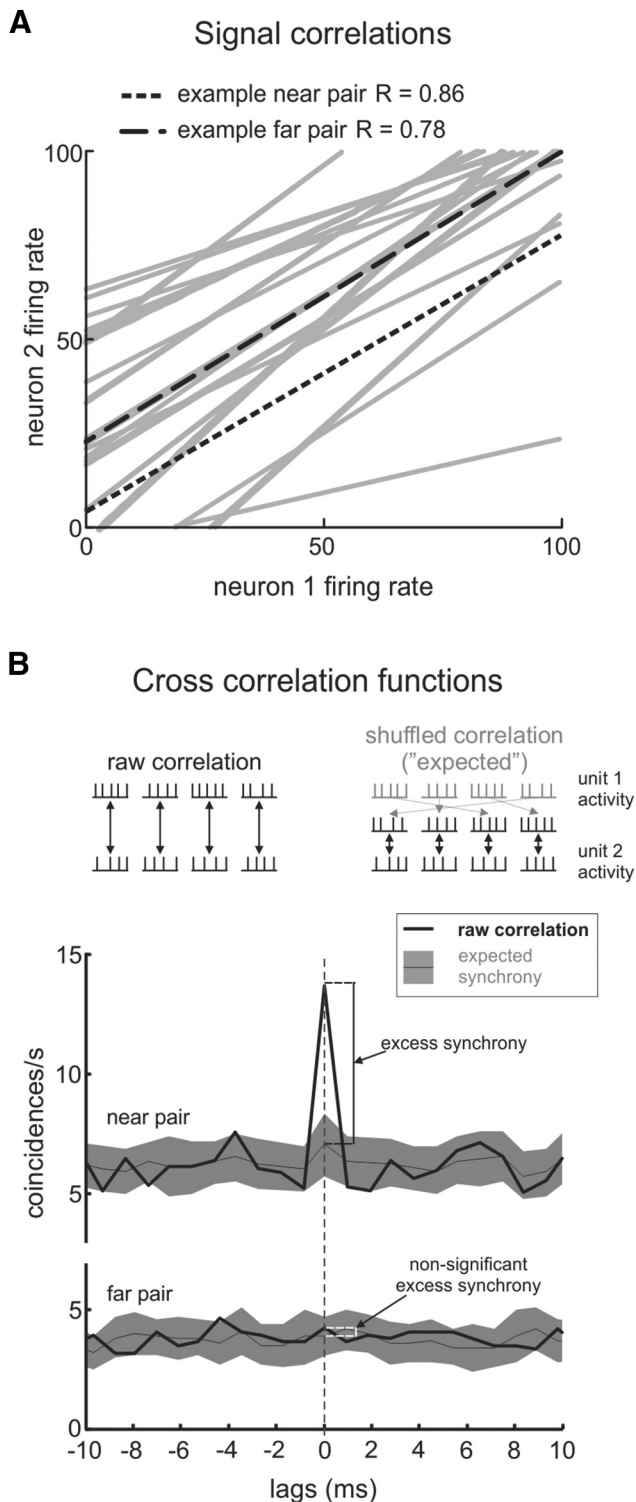 A
Signal correlations
example near pair R = 0.86
example far pair R = 0.78
100
50
0
neuron 2 firing rate
0 50 100
neuron 1 firing rate
B
Cross correlation functions
raw correlation
shuffled correlation
("expected")
unit 1
activity
unit 2
activity
raw correlation
expected
synchrony
15
10
5
coincidences/s
excess synchrony
near pair
far pair
non-significant
excess synchrony
5
0
-10 -8 -6 -4 -2 0 2 4 6 8 10
lags (ms)